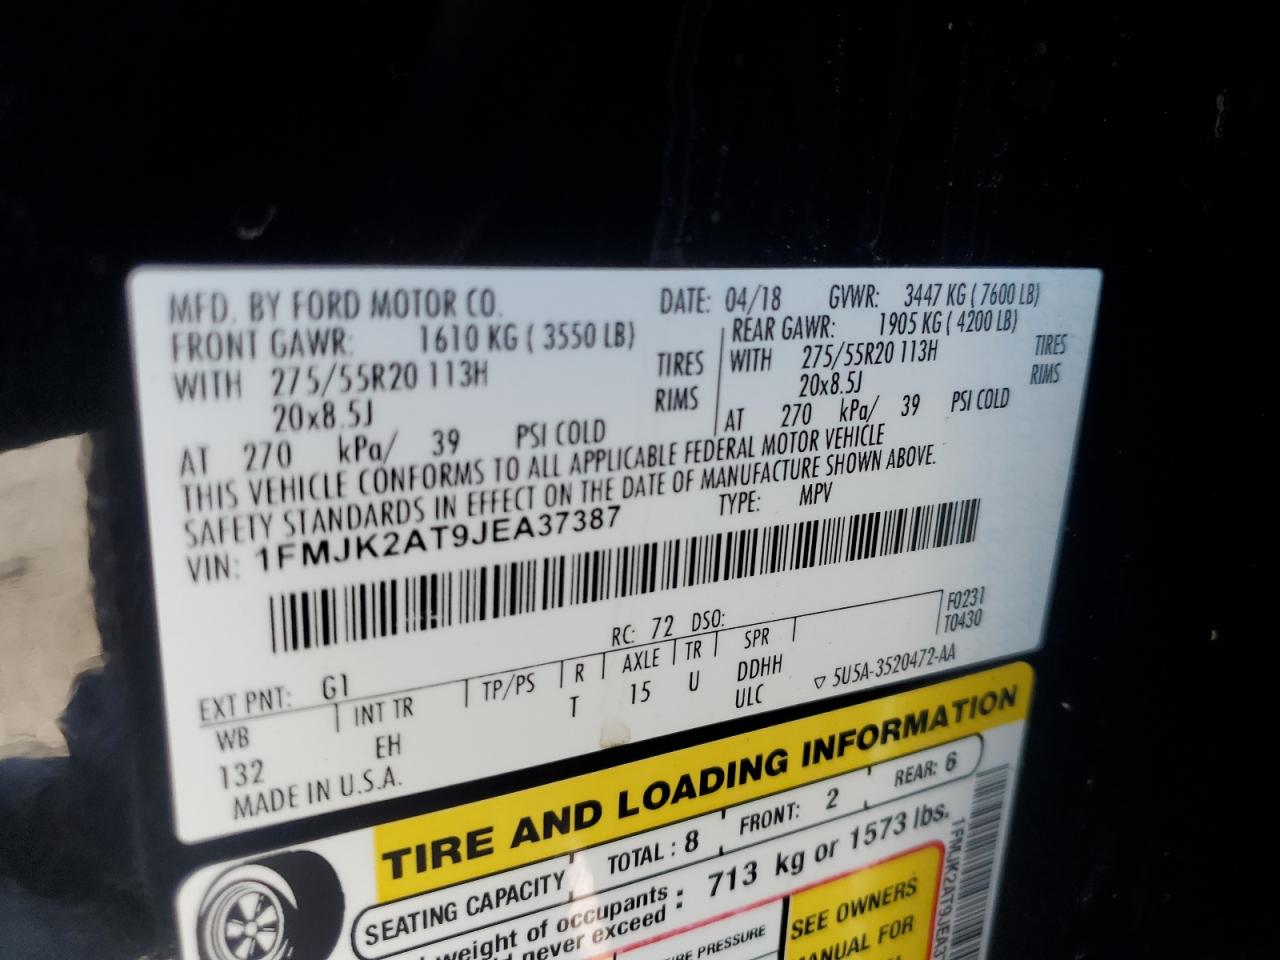 MFD. BY FORD MOTOR CO. DATE: 04/18 GVWR: 3447 KG ( 7600 LB)
FRONT GAWR: 1610 KG ( 3550 LB) REAR GAWR: 1905 KG ( 4200 LB)
WITH 275/55R20 113H TIRES WITH 275/55R20 113H TIRES
20x8.5J RIMS 20x8.5J RIMS
AT 270 kPa/ 39 PSI COLD AT 270 kPa/ 39 PSI COLD
THIS VEHICLE CONFORMS TO ALL APPLICABLE FEDERAL MOTOR VEHICLE
SAFETY STANDARDS IN EFFECT ON THE DATE OF MANUFACTURE SHOWN ABOVE.
VIN: 1FMJK2AT9JEA37387 TYPE: MPV
F0231
T0430
EXT PNT: G1 RC: 72 DSO:
WB INT TR TP/PS R AXLE TR SPR
132 EH T 15 U DDHH
ULC ▽ 5U5A-3520472-AA
MADE IN U.S.A.
TIRE AND LOADING INFORMATION
SEATING CAPACITY TOTAL : 8 FRONT: 2 REAR: 6
weight of occupants
never exceed : 713 kg or 1573 lbs.
PRESSURE
SEE OWNERS
MANUAL FOR